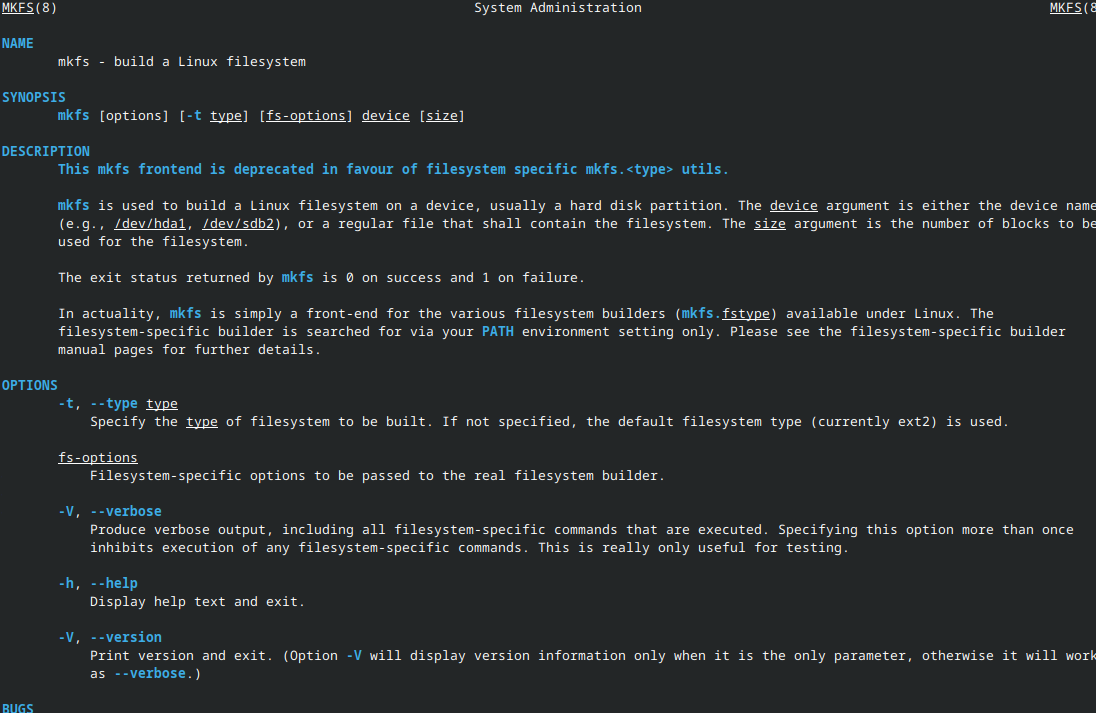 MKFS(8) System Administration MKFS(8
NAME
mkfs - build a Linux filesystem
SYNOPSIS
mkfs [options] [-t type] [fs-options] device [size]
DESCRIPTION
This mkfs frontend is deprecated in favour of filesystem specific mkfs.<type> utils.
mkfs is used to build a Linux filesystem on a device, usually a hard disk partition. The device argument is either the device name
(e.g., /dev/hda1, /dev/sdb2), or a regular file that shall contain the filesystem. The size argument is the number of blocks to be
used for the filesystem.
The exit status returned by mkfs is 0 on success and 1 on failure.
In actuality, mkfs is simply a front-end for the various filesystem builders (mkfs.fstype) available under Linux. The
filesystem-specific builder is searched for via your PATH environment setting only. Please see the filesystem-specific builder
manual pages for further details.
OPTIONS
-t, --type type
Specify the type of filesystem to be built. If not specified, the default filesystem type (currently ext2) is used.
fs-options
Filesystem-specific options to be passed to the real filesystem builder.
-V, --verbose
Produce verbose output, including all filesystem-specific commands that are executed. Specifying this option more than once
inhibits execution of any filesystem-specific commands. This is really only useful for testing.
-h, --help
Display help text and exit.
-V, --version
Print version and exit. (Option -V will display version information only when it is the only parameter, otherwise it will work
as --verbose.)
BUGS